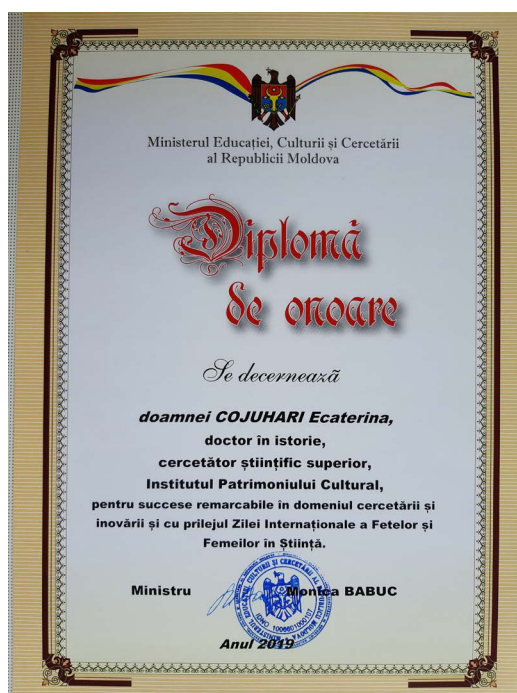 Ministerul Educației, Culturii și Cercetării
al Republicii Moldova
Diplomă
de onoare
Se decernează
doamnei COJUHARI Ecaterina,
doctor în istorie,
cercetător științific superior,
Institutul Patrimoniului Cultural,
pentru succese remarcabile în domeniul cercetării și
inovării și cu prilejul Zilei Internaționale a Fetelor și
Femeilor în Știință.
Ministru Monica BABUC
Anul 2019